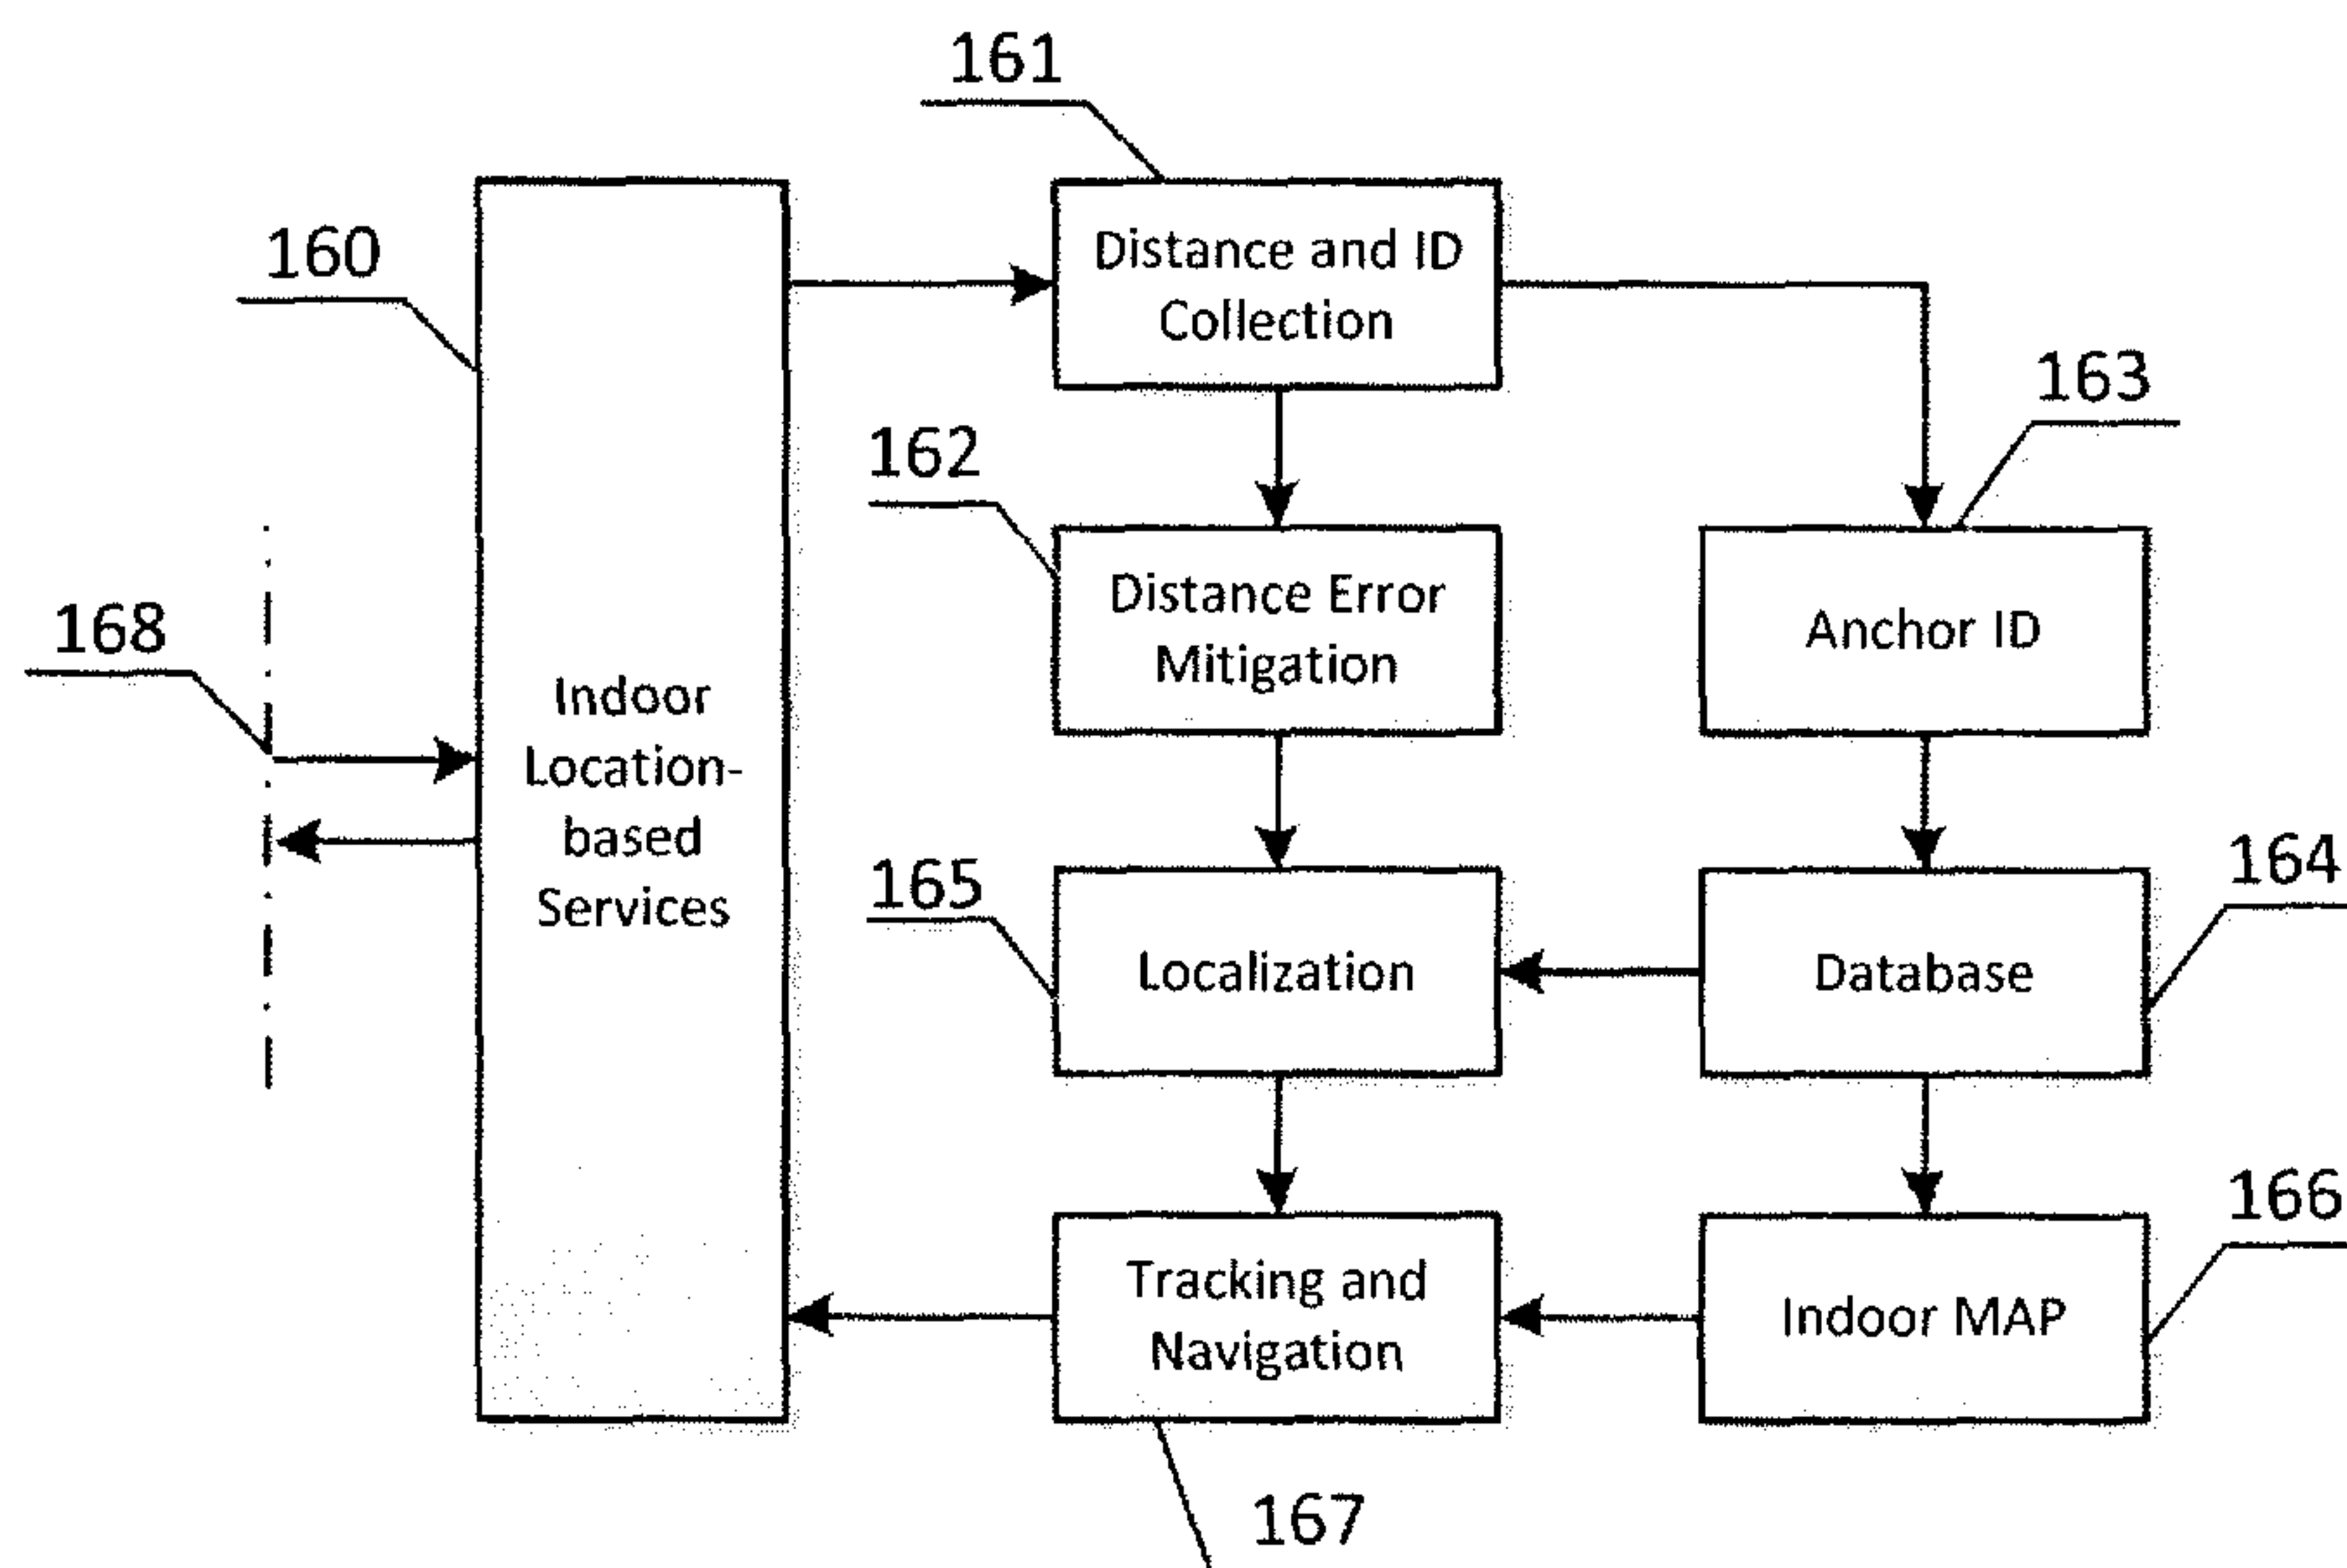 161
Distance and ID
Collection
160
163
162
Distance Error
Mitigation
Anchor ID
168
Indoor
Location-
based
Services
165
Localization
164
Database
166
Tracking and
Navigation
Indoor MAP
167